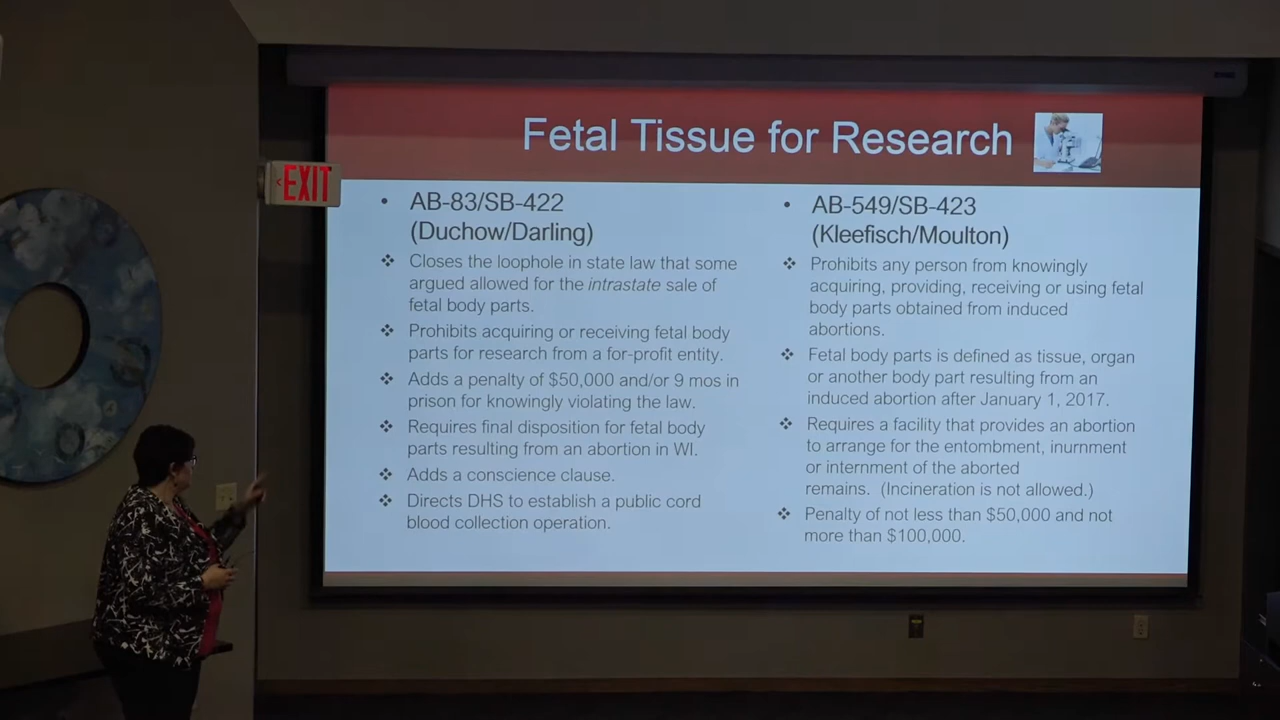 Fetal Tissue for Research
EXIT
• AB-83/SB-422
(Duchow/Darling)
❖ Closes the loophole in state law that some
argued allowed for the intrastate sale of
fetal body parts.
❖ Prohibits acquiring or receiving fetal body
parts for research from a for-profit entity.
❖ Adds a penalty of $50,000 and/or 9 mos in
prison for knowingly violating the law.
❖ Requires final disposition for fetal body
parts resulting from an abortion in WI.
❖ Adds a conscience clause.
❖ Directs DHS to establish a public cord
blood collection operation.
• AB-549/SB-423
(Kleefisch/Moulton)
❖ Prohibits any person from knowingly
acquiring, providing, receiving or using fetal
body parts obtained from induced
abortions.
❖ Fetal body parts is defined as tissue, organ
or another body part resulting from an
induced abortion after January 1, 2017.
❖ Requires a facility that provides an abortion
to arrange for the entombment, inurnment
or internment of the aborted
remains. (Incineration is not allowed.)
❖ Penalty of not less than $50,000 and not
more than $100,000.